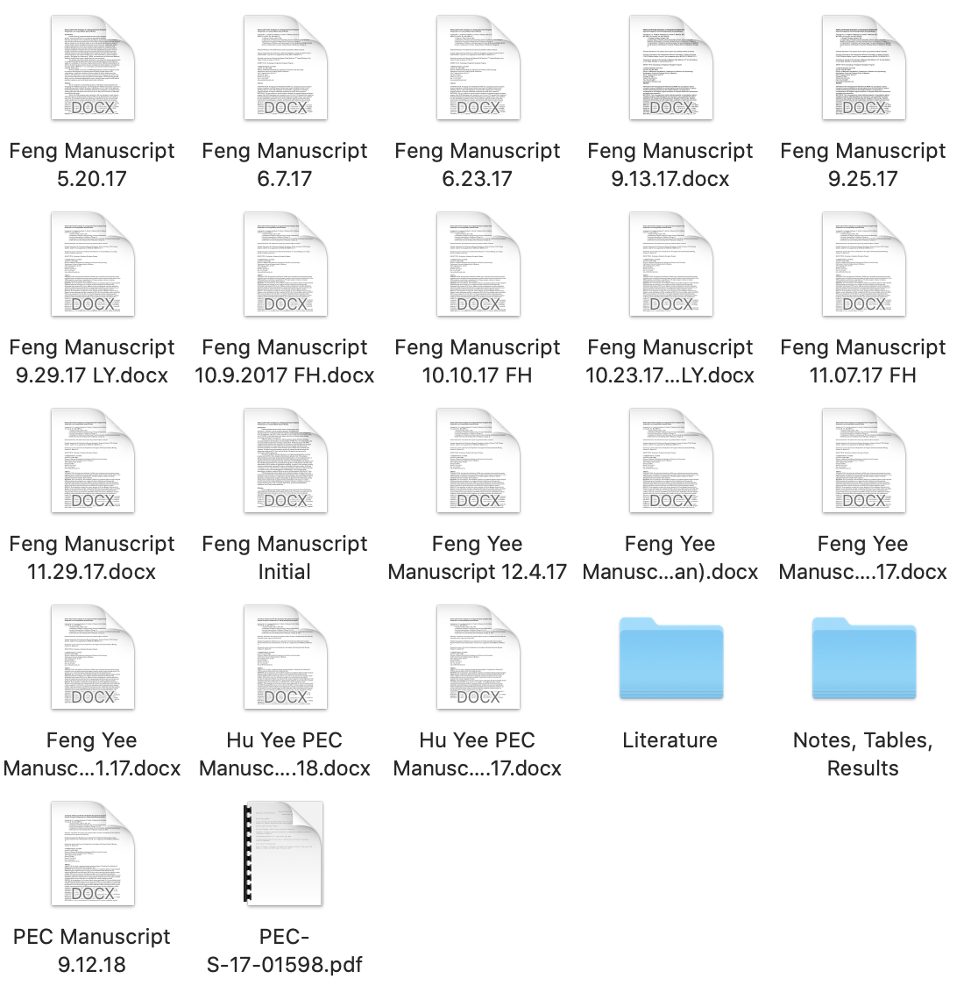 DOCX
DOCX
DOCX
DOCX
DOCX
Feng Manuscript
5.20.17
Feng Manuscript
6.7.17
Feng Manuscript
6.23.17
Feng Manuscript
9.13.17.docx
Feng Manuscript
9.25.17
DOCX
DOCX
DOCX
DOCX
DOCX
Feng Manuscript
9.29.17 LY.docx
Feng Manuscript
10.9.2017 FH.docx
Feng Manuscript
10.10.17 FH
Feng Manuscript
10.23.17...LY.docx
Feng Manuscript
11.07.17 FH
DOCX
DOCX
DOCX
DOCX
DOCX
Feng Manuscript
11.29.17.docx
Feng Manuscript
Initial
Feng Yee
Manuscript 12.4.17
Feng Yee
Manusc...an).docx
Feng Yee
Manusc....17.docx
DOCX
DOCX
DOCX
Feng Yee
Manusc...1.17.docx
Hu Yee PEC
Manusc....18.docx
Hu Yee PEC
Manusc....17.docx
Literature
Notes, Tables,
Results
DOCX
PEC Manuscript
9.12.18
PEC-
S-17-01598.pdf